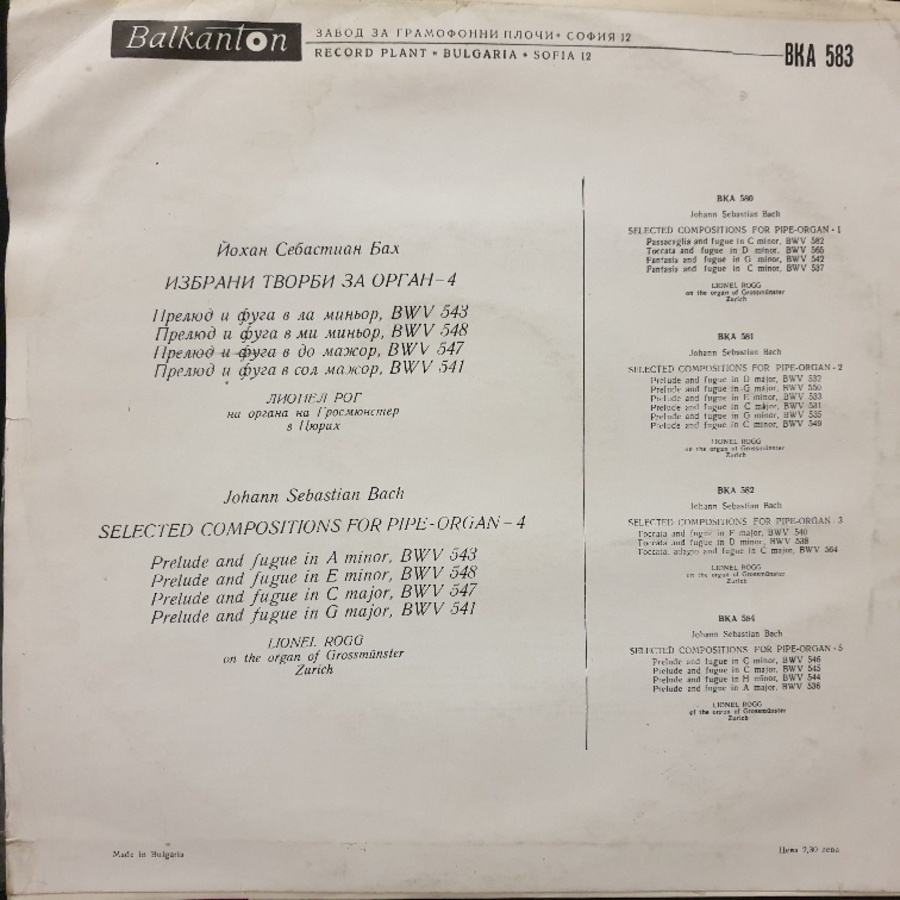 Balkanton
ЗАВОД ЗА ГРАМОФОННИ ПЛОЧИ • СОФИЯ 12
RECORD PLANT • BULGARIA • SOFIA 12
ВКА 583
Йохан Себастиан Бах
ИЗБРАНИ ТВОРБИ ЗА ОРГАН – 4
Прелюд и фуга в ла миньор, BWV 543
Прелюд и фуга в ми миньор, BWV 548
Прелюд и фуга в до мажор, BWV 547
Прелюд и фуга в сол мажор, BWV 541
ЛИОНЕЛ РОГ
на органа на Гросмюнстер
в Цюрих
Johann Sebastian Bach
SELECTED COMPOSITIONS FOR PIPE-ORGAN – 4
Prelude and fugue in A minor, BWV 543
Prelude and fugue in E minor, BWV 548
Prelude and fugue in C major, BWV 547
Prelude and fugue in G major, BWV 541
LIONEL ROGG
on the organ of Grossmünster
Zurich
ВКА 580
Johann Sebastian Bach
SELECTED COMPOSITIONS FOR PIPE-ORGAN - 1
Passacaglia and fugue in C minor, BWV 582
Toccata and fugue in D minor, BWV 565
Fantasia and fugue in G minor, BWV 542
Fantasia and fugue in C minor, BWV 537
LIONEL ROGG
on the organ of Grossmünster
Zurich
ВКА 581
Johann Sebastian Bach
SELECTED COMPOSITIONS FOR PIPE-ORGAN - 2
Prelude and fugue in D major, BWV 532
Prelude and fugue in G major, BWV 550
Prelude and fugue in E minor, BWV 533
Prelude and fugue in C major, BWV 531
Prelude and fugue in G minor, BWV 535
Prelude and fugue in C minor, BWV 549
LIONEL ROGG
on the organ of Grossmünster
Zurich
ВКА 582
Johann Sebastian Bach
SELECTED COMPOSITIONS FOR PIPE-ORGAN - 3
Toccata and fugue in F major, BWV 540
Toccata and fugue in D minor, BWV 538
Toccata, adagio and fugue in C major, BWV 564
LIONEL ROGG
on the organ of Grossmünster
Zurich
ВКА 584
Johann Sebastian Bach
SELECTED COMPOSITIONS FOR PIPE-ORGAN - 5
Prelude and fugue in C minor, BWV 546
Prelude and fugue in C major, BWV 545
Prelude and fugue in H minor, BWV 544
Prelude and fugue in A major, BWV 536
LIONEL ROGG
of the organ of Grossmünster
Zurich
Made in Bulgaria
Цена 2,30 лева